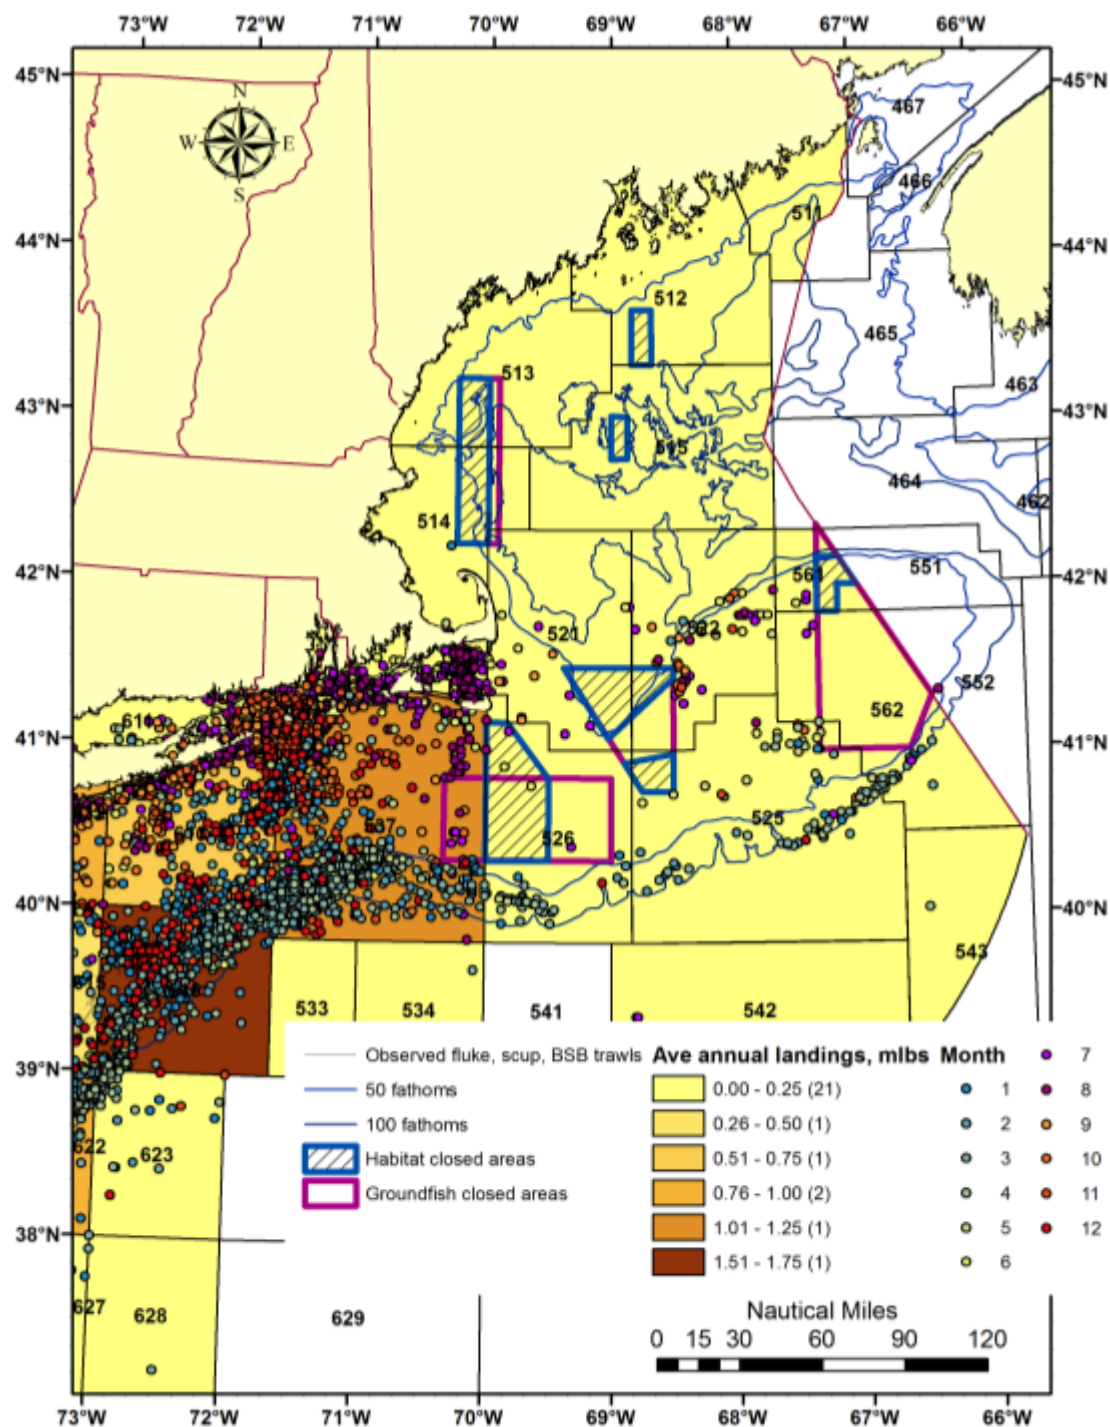 73°W 72°W 71°W 70°W 69°W 68°W 67°W 66°W
45°N 45°N
467
N
W E
S
466
511
44°N 44°N
512
465
513
463
43°N 43°N
515
464
462
514
42°N 42°N
561
551
521
522
552
611
562
41°N 41°N
525
537
526
40°N 40°N
543
533 534 541 542
39°N 39°N
Observed fluke, scup, BSB trawls
50 fathoms
100 fathoms
Habitat closed areas
Groundfish closed areas
Ave annual landings, mlbs
0.00 - 0.25 (21)
0.26 - 0.50 (1)
0.51 - 0.75 (1)
0.76 - 1.00 (2)
1.01 - 1.25 (1)
1.51 - 1.75 (1)
Month
1
2
3
4
5
6
7
8
9
10
11
12
622
623
38°N 38°N
627
628
629
Nautical Miles
0 15 30 60 90 120
73°W 72°W 71°W 70°W 69°W 68°W 67°W 66°W